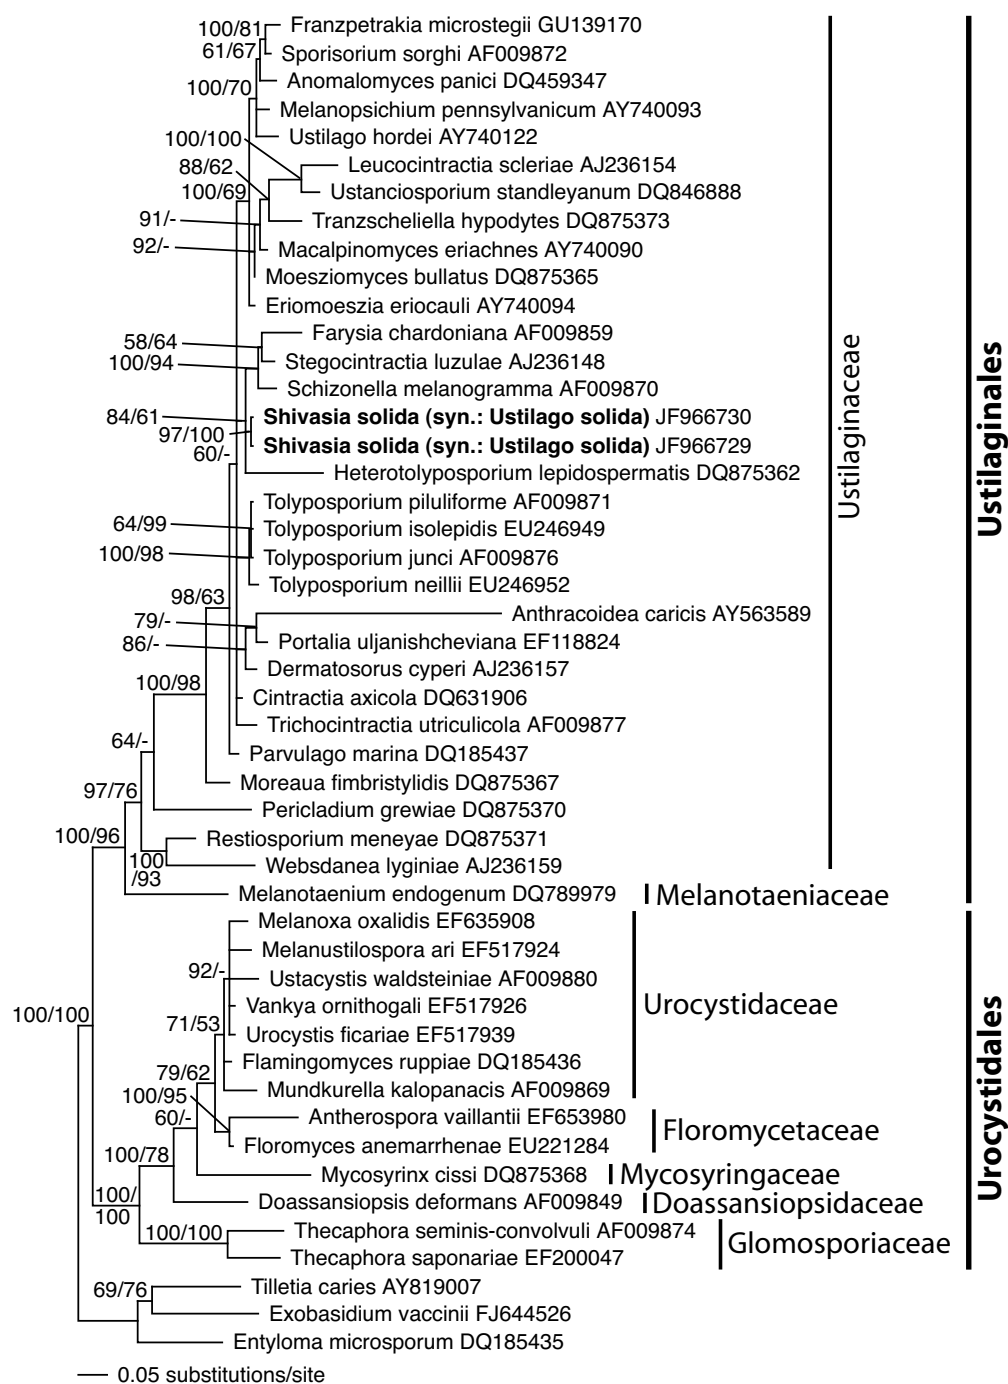 100/81
Franzpetrakia microstegii GU139170
61/67
Sporisorium sorghi AF009872
Anomalomyces panici DQ459347
100/70
Melanopsichium pennsylvanicum AY740093
Ustilago hordei AY740122
100/100
Leucocintractia scleriae AJ236154
88/62
Ustanciosporium standleyanum DQ846888
100/69
Tranzscheliella hypodytes DQ875373
91/-
Macalpinomyces eriachnes AY740090
92/-
Moesziomyces bullatus DQ875365
Eriomoeszia eriocauli AY740094
Farysia chardoniana AF009859
58/64
Stegocintractia luzulae AJ236148
100/94
Schizonella melanogramma AF009870
84/61
Shivasia solida (syn.: Ustilago solida) JF966730
97/100
Shivasia solida (syn.: Ustilago solida) JF966729
60/-
Heterotolyposporium lepidospermatis DQ875362
Tolyposporium piluliforme AF009871
64/99
Tolyposporium isolepidis EU246949
100/98
Tolyposporium junci AF009876
Tolyposporium neillii EU246952
98/63
Anthracoidea caricis AY563589
79/-
Portalia uljanishcheviana EF118824
86/-
Dermatosorus cyperi AJ236157
100/98
Cintractia axicola DQ631906
Trichocintractia utriculicola AF009877
64/-
Parvulago marina DQ185437
Moreaua fimbristylidis DQ875367
97/76
Pericladium grewiae DQ875370
100/96
Restiosporium meneyae DQ875371
100
/93
Websdanea lyginiae AJ236159
Ustilaginaceae
Melanotaenium endogenum DQ789979
Melanotaeniaceae
Ustilaginales
Melanoxa oxalidis EF635908
Melanustilospora ari EF517924
92/-
Ustacystis waldsteiniae AF009880
Vankya ornithogali EF517926
Urocystidaceae
100/100
71/53
Urocystis ficariae EF517939
Flamingomyces ruppiae DQ185436
79/62
Mundkurella kalopanacis AF009869
100/95
Antherospora vaillantii EF653980
60/-
Floromycetaceae
Floromyces anemarrhenae EU221284
100/78
Mycosyrinx cissi DQ875368
Mycosyringaceae
100/
100
Doassansiopsis deformans AF009849
Doassansiopsidaceae
100/100
Thecaphora seminis-convolvuli AF009874
Glomosporiaceae
Thecaphora saponariae EF200047
Urocystidales
69/76
Tilletia caries AY819007
Exobasidium vaccinii FJ644526
Entyloma microsporum DQ185435
0.05 substitutions/site